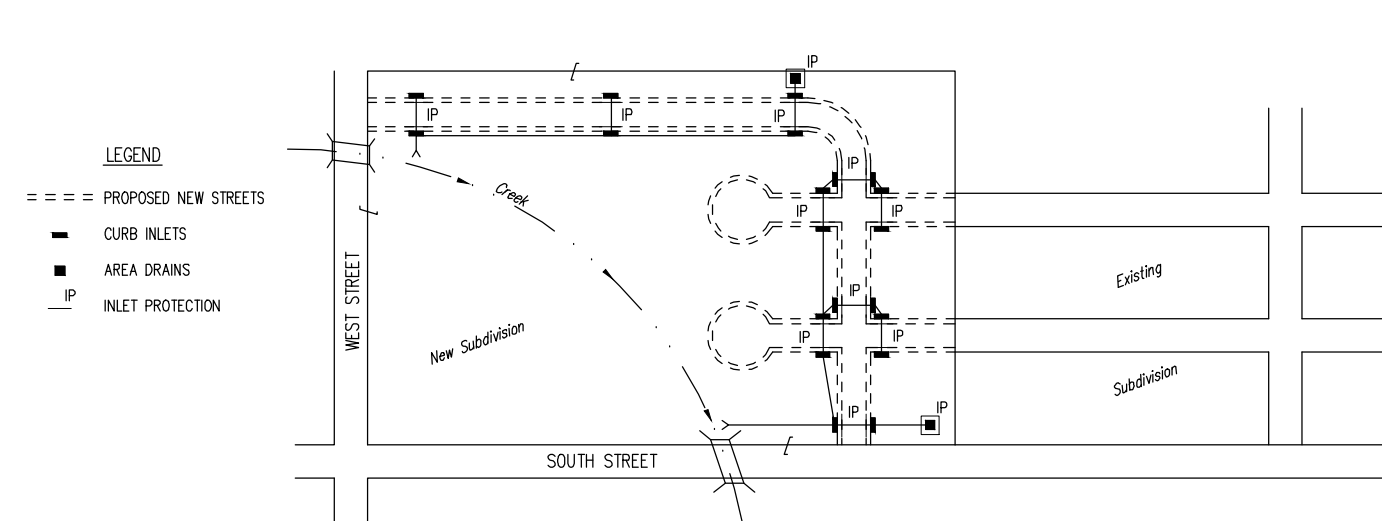 IP
IP
IP
IP
LEGEND
IP
PROPOSED NEW STREETS
Creek
IP
IP
CURB INLETS
AREA DRAINS
Existing
IP
IP
INLET PROTECTION
WEST STREET
New Subdivision
IP
IP
Subdivision
IP
IP
SOUTH STREET